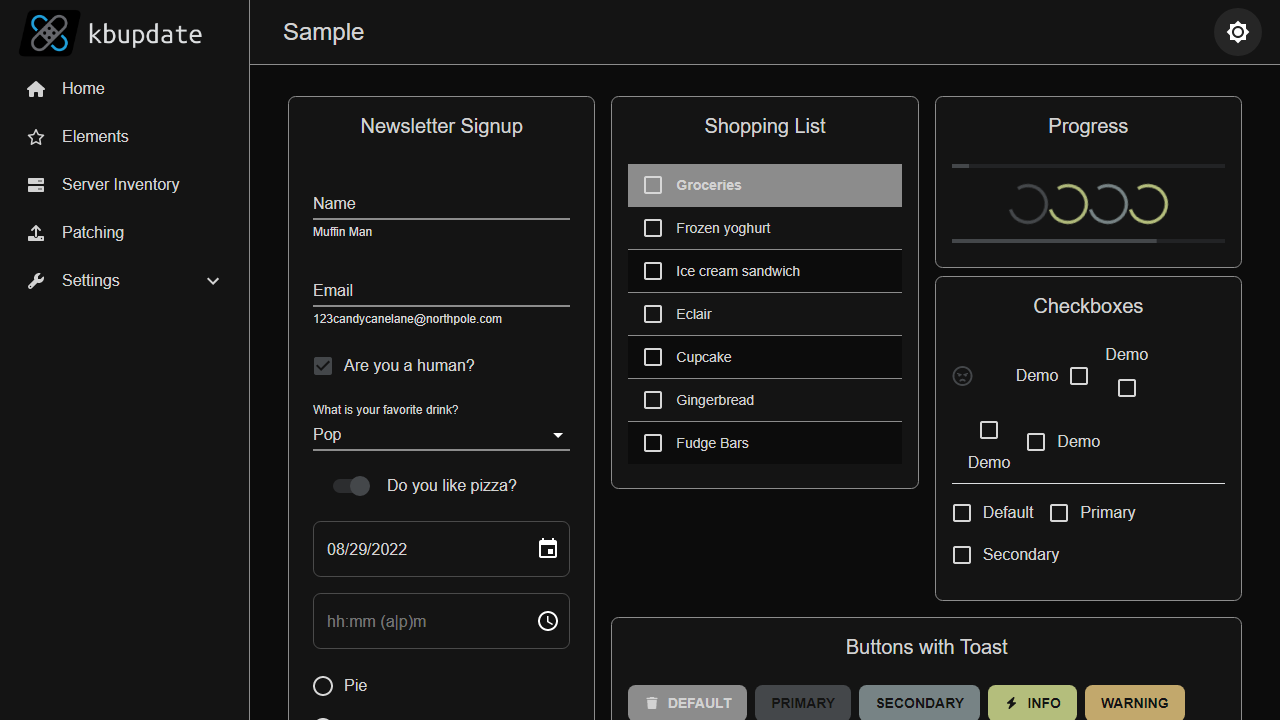 kbupdate
Sample
Home
Elements
Server Inventory
Patching
Settings
Newsletter Signup
Name
Muffin Man
Email
123candycanelane@northpole.com
Are you a human?
What is your favorite drink?
Pop
Do you like pizza?
08/29/2022
hh:mm (a|p)m
Pie
Shopping List
Groceries
Frozen yoghurt
Ice cream sandwich
Eclair
Cupcake
Gingerbread
Fudge Bars
Progress
Checkboxes
Demo
Demo
Demo
Demo
Default Primary
Secondary
Buttons with Toast
DEFAULT PRIMARY SECONDARY INFO WARNING